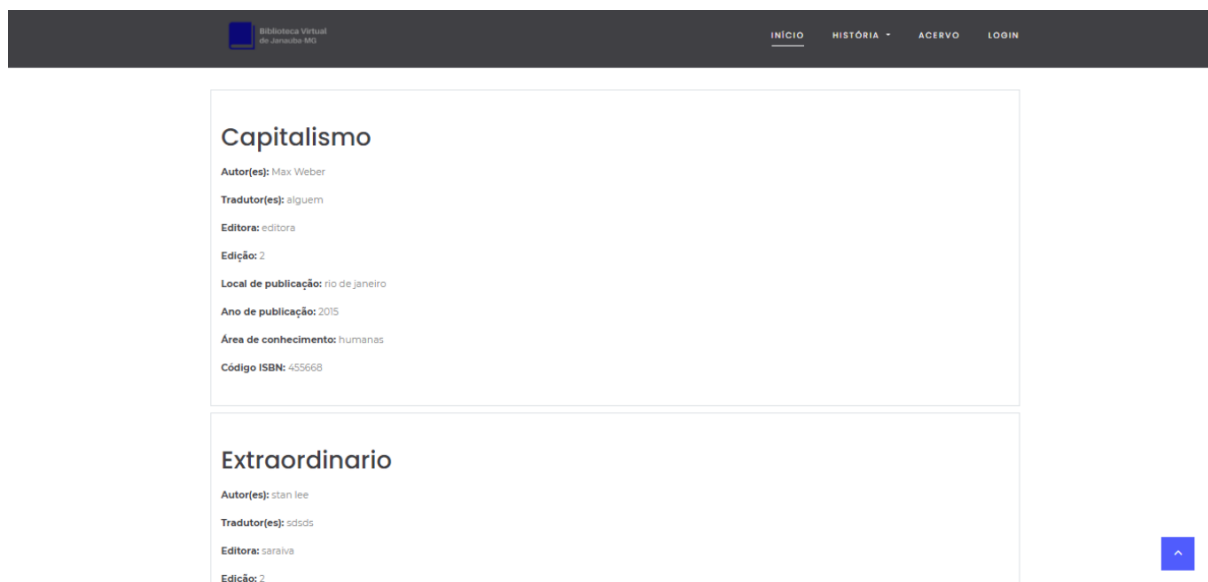 Biblioteca Virtual
de Janaúba-MG
INÍCIO HISTÓRIA ACERVO LOGIN
Capitalismo
Autor(es): Max Weber
Tradutor(es): alguem
Editora: editora
Edição: 2
Local de publicação: rio de janeiro
Ano de publicação: 2015
Área de conhecimento: humanas
Código ISBN: 455668
Extraordinario
Autor(es): stan lee
Tradutor(es): sdsds
Editora: saraiva
Edição: 2